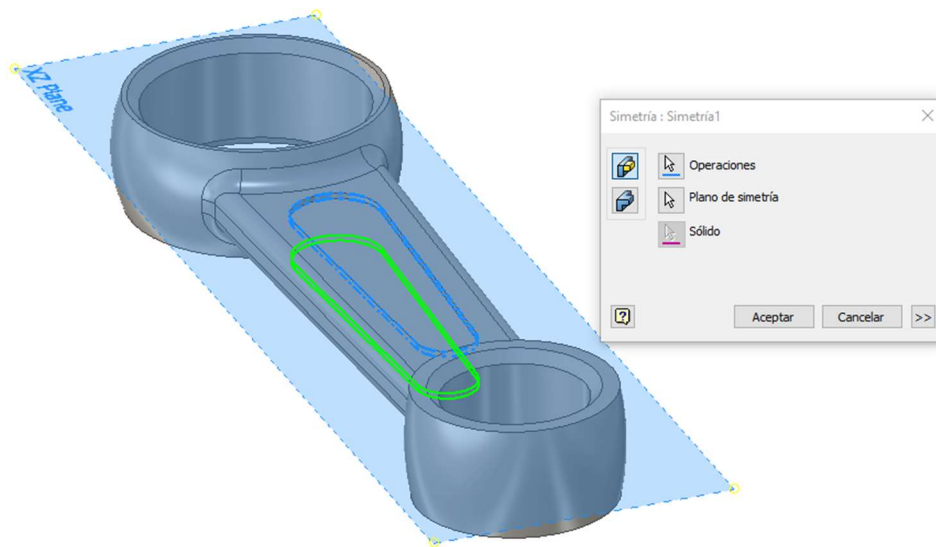 XZ Plane
Simetría : Simetría1
Operaciones
Plano de simetría
Sólido
Aceptar
Cancelar
>>